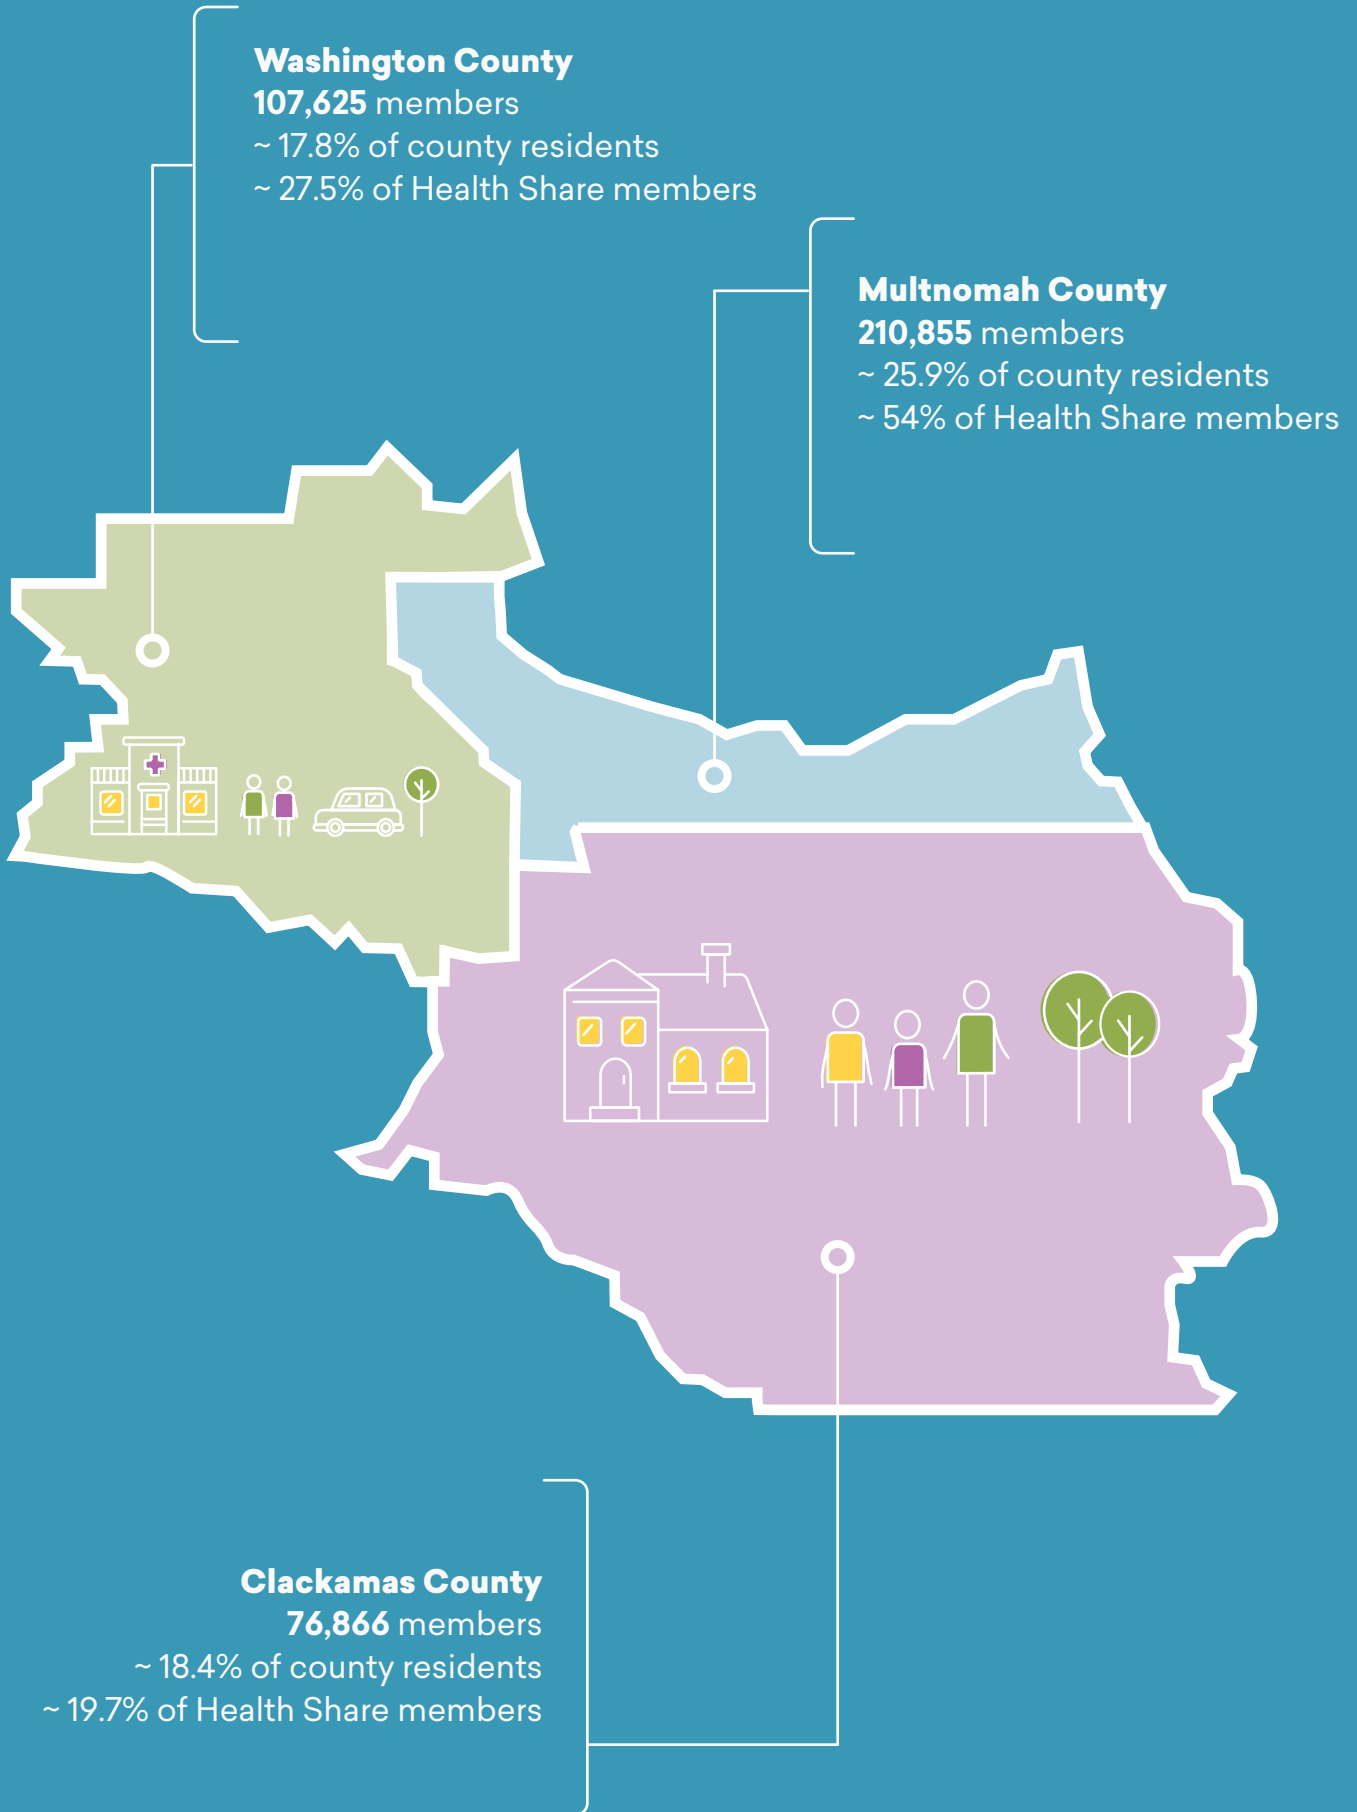 Washington County
107,625 members
~ 17.8% of county residents
~ 27.5% of Health Share members
Multnomah County
210,855 members
~ 25.9% of county residents
~ 54% of Health Share members
Clackamas County
76,866 members
~ 18.4% of county residents
~ 19.7% of Health Share members